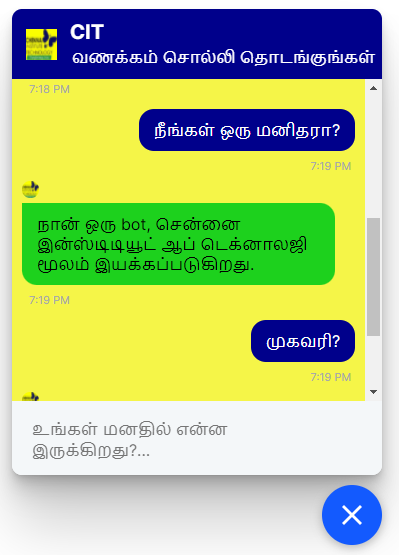 CIT
வணக்கம் சொல்லி தொடங்குங்கள்
7:18 PM
நீங்கள் ஒரு மனிதரா?
7:19 PM
நான் ஒரு bot, சென்னை
இன்ஸ்டிடியூட் ஆப் டெக்னாலஜி
மூலம் இயக்கப்படுகிறது.
7:19 PM
முகவரி?
7:19 PM
உங்கள் மனதில் என்ன
இருக்கிறது?...